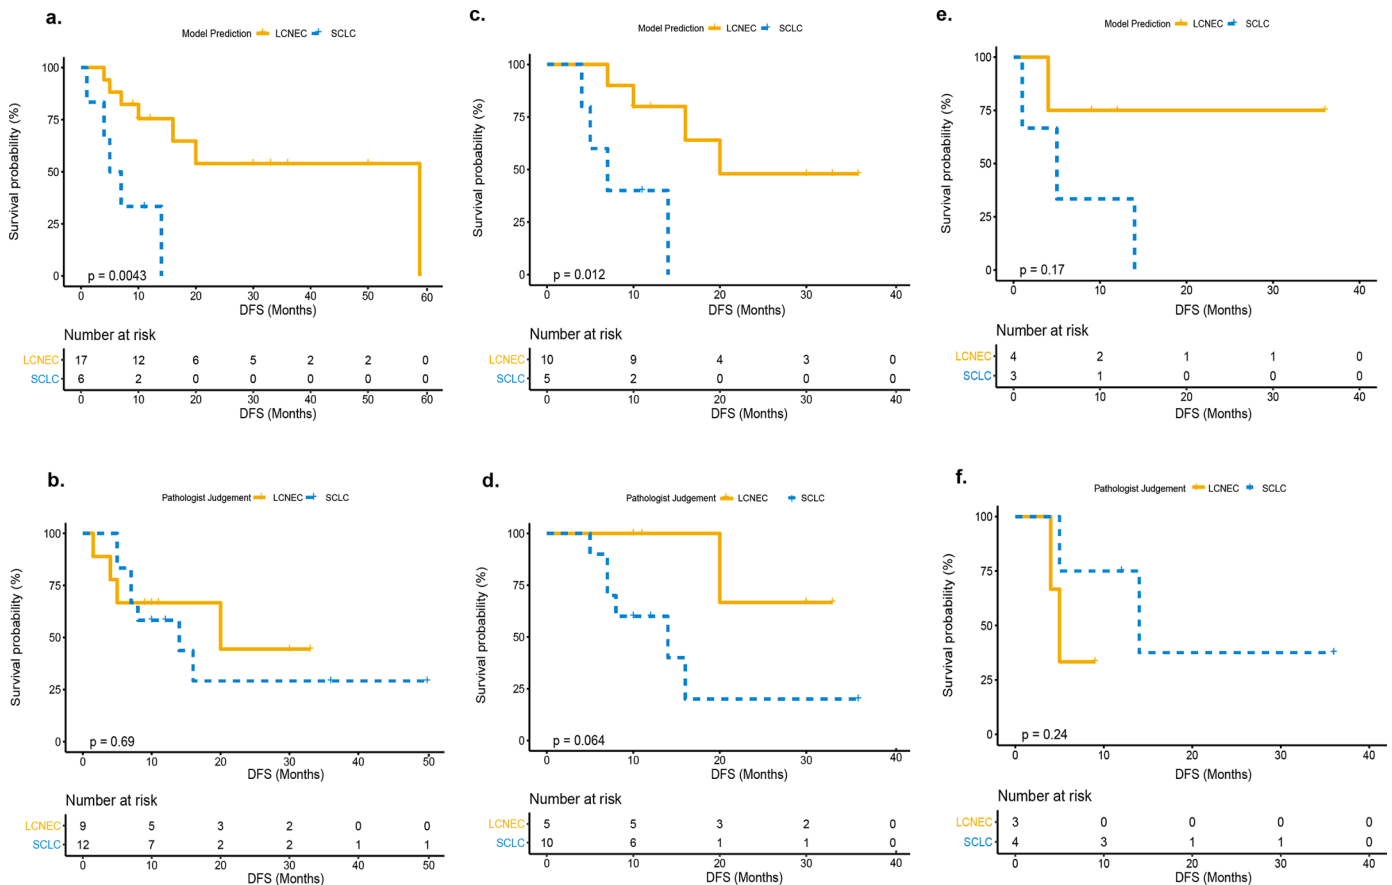 a.
Model Prediction LCNEC SCLC
Survival probability (%)
100
75
50
25
0
p = 0.0043
0 10 20 30 40 50 60
DFS (Months)
Number at risk
LCNEC 17 12 6 5 2 2 0
SCLC 6 2 0 0 0 0 0
0 10 20 30 40 50 60
DFS (Months)
c.
Model Prediction LCNEC SCLC
Survival probability (%)
100
75
50
25
0
p = 0.012
0 10 20 30 40
DFS (Months)
Number at risk
LCNEC 10 9 4 3 0
SCLC 5 2 0 0 0
0 10 20 30 40
DFS (Months)
e.
Model Prediction LCNEC SCLC
Survival probability (%)
100
75
50
25
0
p = 0.17
0 10 20 30 40
DFS (Months)
Number at risk
LCNEC 4 2 1 1 0
SCLC 3 1 0 0 0
0 10 20 30 40
DFS (Months)
b.
Pathologist Judgement LCNEC SCLC
Survival probability (%)
100
75
50
25
0
p = 0.69
0 10 20 30 40 50
DFS (Months)
Number at risk
LCNEC 9 5 3 2 0 0
SCLC 12 7 2 2 1 1
0 10 20 30 40 50
DFS (Months)
d.
Pathologist Judgement LCNEC SCLC
Survival probability (%)
100
75
50
25
0
p = 0.064
0 10 20 30 40
DFS (Months)
Number at risk
LCNEC 5 5 3 2 0
SCLC 10 6 1 1 0
0 10 20 30 40
DFS (Months)
f.
Pathologist Judgement LCNEC SCLC
Survival probability (%)
100
75
50
25
0
p = 0.24
0 10 20 30 40
DFS (Months)
Number at risk
LCNEC 3 0 0 0 0
SCLC 4 3 1 1 0
0 10 20 30 40
DFS (Months)